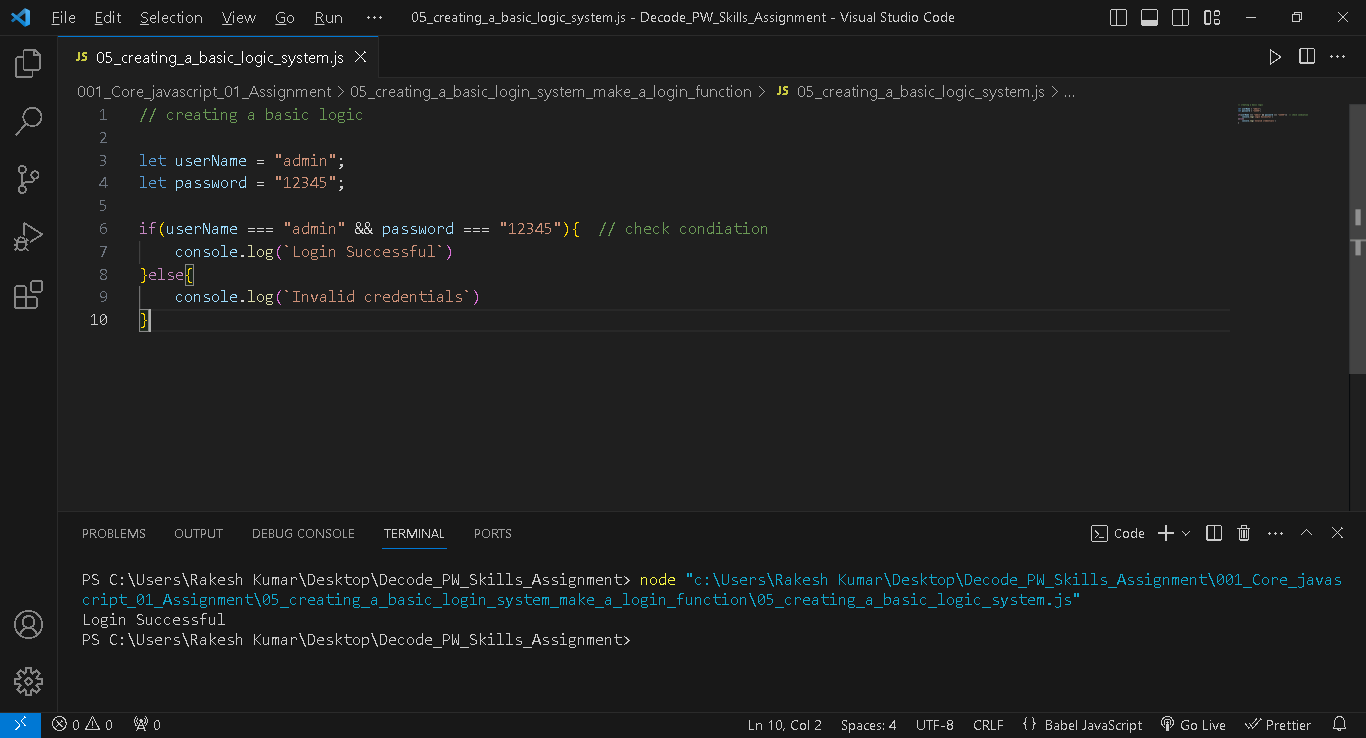 File Edit Selection View Go Run ··· 05_creating_a_basic_logic_system.js - Decode_PW_Skills_Assignment - Visual Studio Code
JS 05_creating_a_basic_logic_system.js
001_Core_javascript_01_Assignment > 05_creating_a_basic_login_system_make_a_login_function > JS 05_creating_a_basic_logic_system.js > ...
1 // creating a basic logic
2
3 let userName = "admin";
4 let password = "12345";
5
6 if(userName === "admin" && password === "12345"){ // check condiation
7 console.log(`Login Successful`)
8 }else{
9 console.log(`Invalid credentials`)
10 }
PROBLEMS OUTPUT DEBUG CONSOLE TERMINAL PORTS Code
PS C:\Users\Rakesh Kumar\Desktop\Decode_PW_Skills_Assignment> node "c:\Users\Rakesh Kumar\Desktop\Decode_PW_Skills_Assignment\001_Core_javas
cript_01_Assignment\05_creating_a_basic_login_system_make_a_login_function\05_creating_a_basic_logic_system.js"
Login Successful
PS C:\Users\Rakesh Kumar\Desktop\Decode_PW_Skills_Assignment>
0 0 0 Ln 10, Col 2 Spaces: 4 UTF-8 CRLF {} Babel JavaScript Go Live Prettier